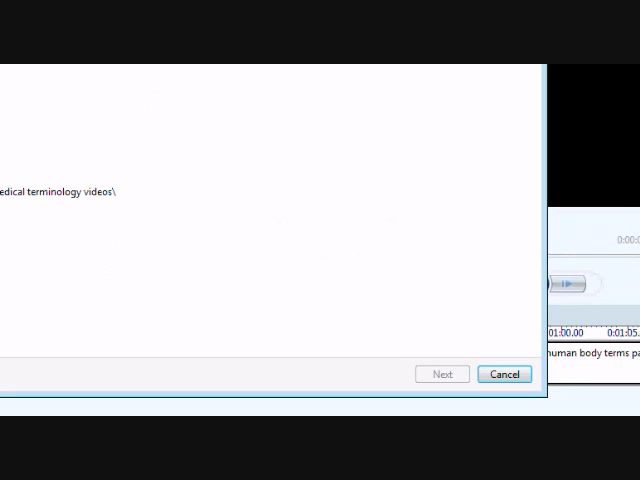 edical terminology videos\
0:00:0
01:00.00 0:01:05.
human body terms pa
Next Cancel